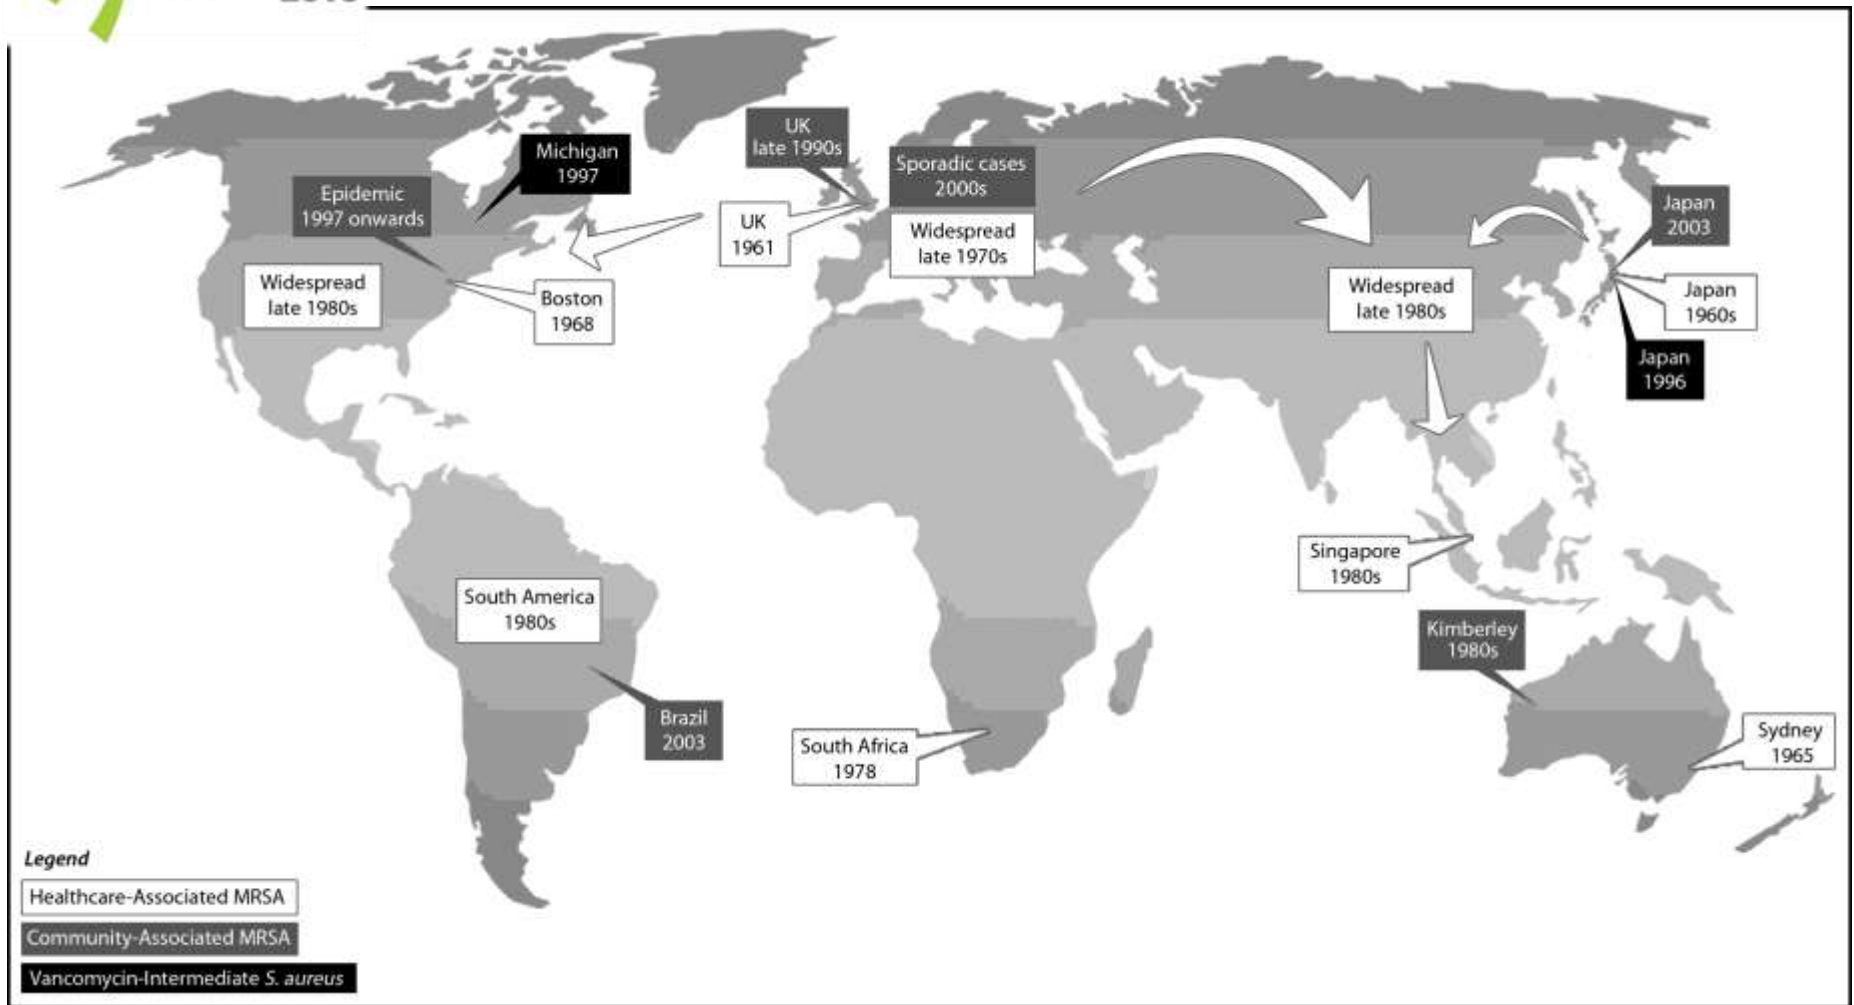 Michigan
1997
Epidemic
1997 onwards
Widespread
late 1980s
Boston
1968
UK
late 1990s
UK
1961
Sporadic cases
2000s
Widespread
late 1970s
Widespread
late 1980s
Japan
2003
Japan
1960s
Japan
1996
Singapore
1980s
South America
1980s
Brazil
2003
South Africa
1978
Kimberley
1980s
Sydney
1965
Legend
Healthcare-Associated MRSA
Community-Associated MRSA
Vancomycin-Intermediate S. aureus